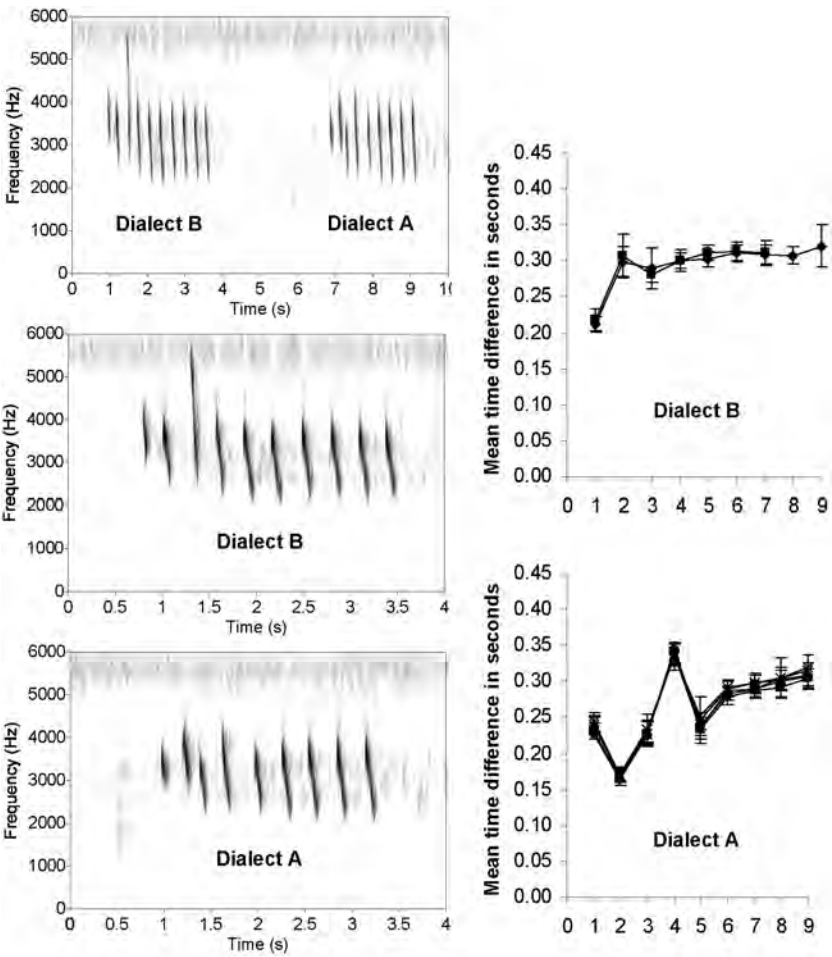 6000
5000
4000
3000
2000
1000
0
Frequency (Hz)
Dialect B
Dialect A
0 1 2 3 4 5 6 7 8 9 10
Time (s)
6000
5000
4000
3000
2000
1000
0
Frequency (Hz)
Dialect B
0 0.5 1 1.5 2 2.5 3 3.5 4
Time (s)
6000
5000
4000
3000
2000
1000
0
Frequency (Hz)
Dialect A
0 0.5 1 1.5 2 2.5 3 3.5 4
Time (s)
0.45
0.40
0.35
0.30
0.25
0.20
0.15
0.10
0.05
0.00
Mean time difference in seconds
Dialect B
0 1 2 3 4 5 6 7 8 9
0.45
0.40
0.35
0.30
0.25
0.20
0.15
0.10
0.05
0.00
Mean time difference in seconds
Dialect A
0 1 2 3 4 5 6 7 8 9